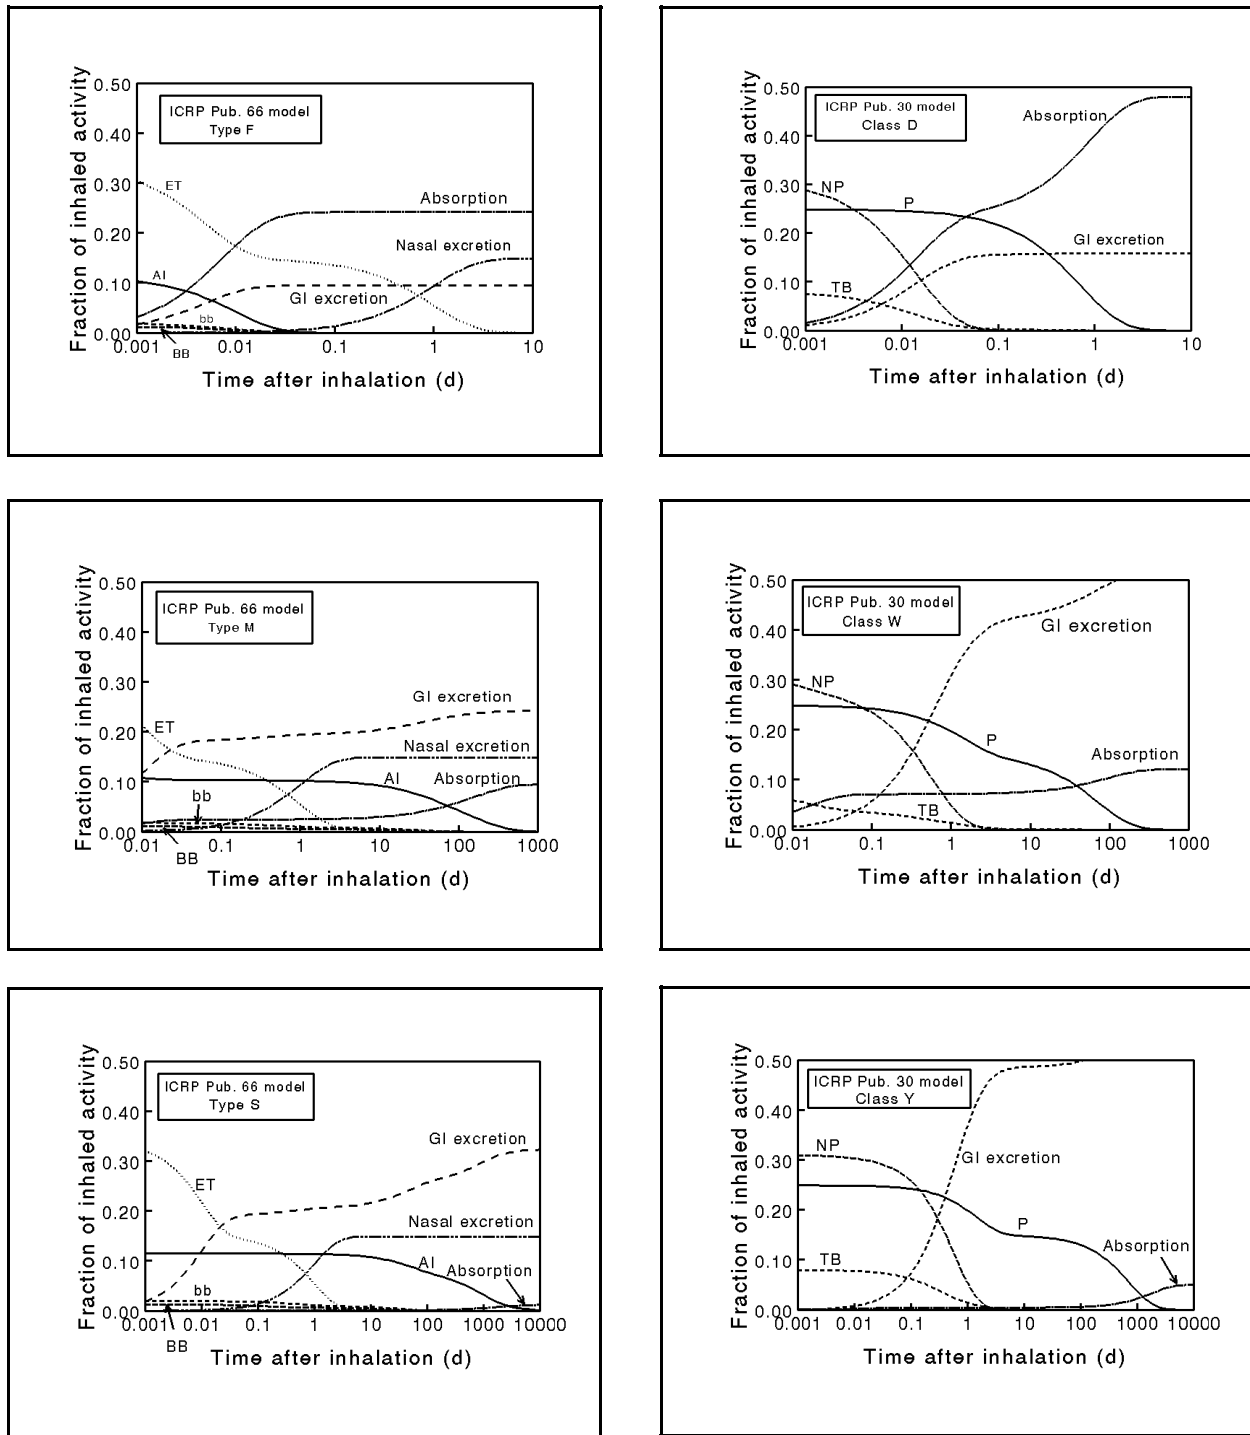 Fraction of inhaled activity
0.50
0.40
0.30
0.20
0.10
0.00
ICRP Pub. 66 model
Type F
ET
AI
bb
BB
Absorption
Nasal excretion
GI excretion
0.001
0.01
0.1
1
10
Time after inhalation (d)
Fraction of inhaled activity
0.50
0.40
0.30
0.20
0.10
0.00
ICRP Pub. 30 model
Class D
Absorption
NP
P
GI excretion
TB
0.001
0.01
0.1
1
10
Time after inhalation (d)
Fraction of inhaled activity
0.50
0.40
0.30
0.20
0.10
0.00
ICRP Pub. 66 model
Type M
GI excretion
ET
Nasal excretion
AI
Absorption
bb
BB
0.01
0.1
1
10
100
1000
Time after inhalation (d)
Fraction of inhaled activity
0.50
0.40
0.30
0.20
0.10
0.00
ICRP Pub. 30 model
Class W
GI excretion
NP
P
Absorption
TB
0.01
0.1
1
10
100
1000
Time after inhalation (d)
Fraction of inhaled activity
0.50
0.40
0.30
0.20
0.10
0.00
ICRP Pub. 66 model
Type S
GI excretion
ET
Nasal excretion
AI
Absorption
bb
BB
0.001
0.01
0.1
1
10
100
1000
10000
Time after inhalation (d)
Fraction of inhaled activity
0.50
0.40
0.30
0.20
0.10
0.00
ICRP Pub. 30 model
Class Y
NP
GI excretion
P
Absorption
TB
0.001
0.01
0.1
1
10
100
1000
10000
Time after inhalation (d)